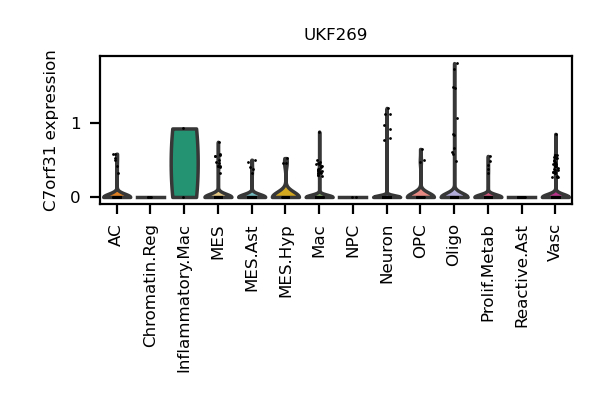 UKF269
C7orf31 expression
1
0
AC
Chromatin.Reg
Inflammatory.Mac
MES
MES.Ast
MES.Hyp
Mac
NPC
Neuron
OPC
Oligo
Prolif.Metab
Reactive.Ast
Vasc